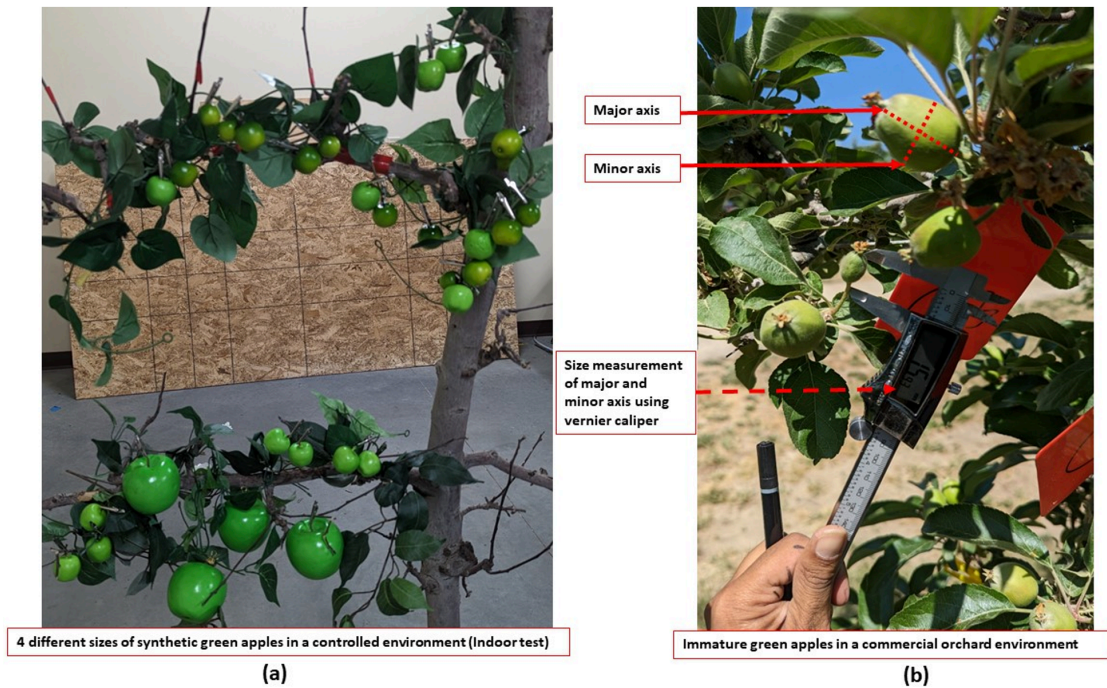 Major axis
Minor axis
Size measurement
of major and
minor axis using
vernier caliper
4 different sizes of synthetic green apples in a controlled environment (Indoor test)
Immature green apples in a commercial orchard environment
(a)
(b)